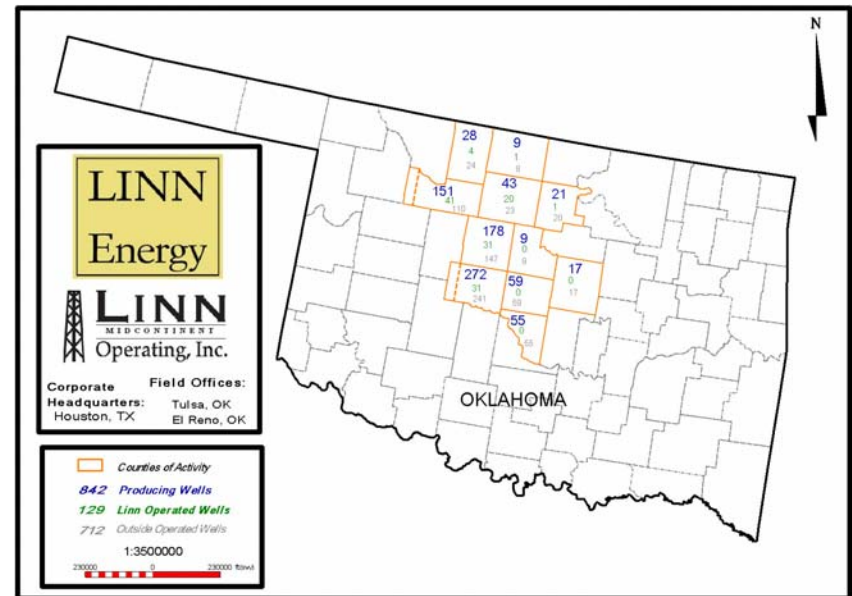 N
LINN
Energy
LINN
MIDCONTINENT
Operating, Inc.
Corporate
Headquarters:
Houston, TX
Field Offices:
Tulsa, OK
El Reno, OK
28
4
24
9
1
8
151
41
110
43
20
23
21
1
20
178
31
147
9
0
9
272
31
241
59
0
59
17
0
17
55
0
OKLAHOMA
Counties of Activity
842 Producing Wells
129 Linn Operated Wells
712 Outside Operated Wells
1:3500000
230000 0 230000